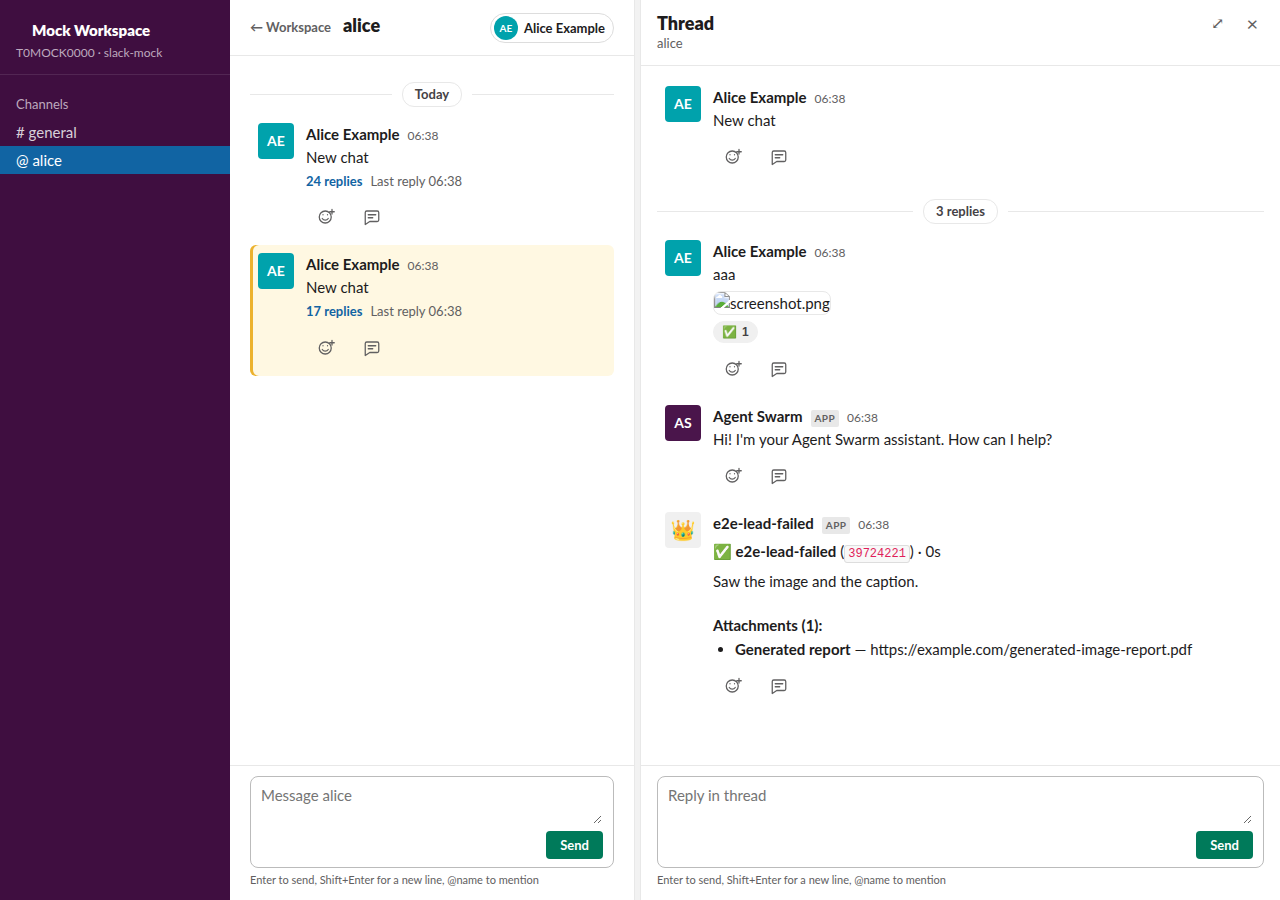 Mock Workspace
T0MOCK0000 · slack-mock
Channels
# general
@ alice
← Workspace alice
AE Alice Example
Today
AE Alice Example 06:38
New chat
24 replies Last reply 06:38
AE Alice Example 06:38
New chat
17 replies Last reply 06:38
Message alice
Send
Enter to send, Shift+Enter for a new line, @name to mention
Thread
alice
AE Alice Example 06:38
New chat
3 replies
AE Alice Example 06:38
aaa
screenshot.png
✅ 1
AS Agent Swarm APP 06:38
Hi! I'm your Agent Swarm assistant. How can I help?
e2e-lead-failed APP 06:38
✅ e2e-lead-failed (39724221) · 0s
Saw the image and the caption.
Attachments (1):
• Generated report — https://example.com/generated-image-report.pdf
Reply in thread
Send
Enter to send, Shift+Enter for a new line, @name to mention